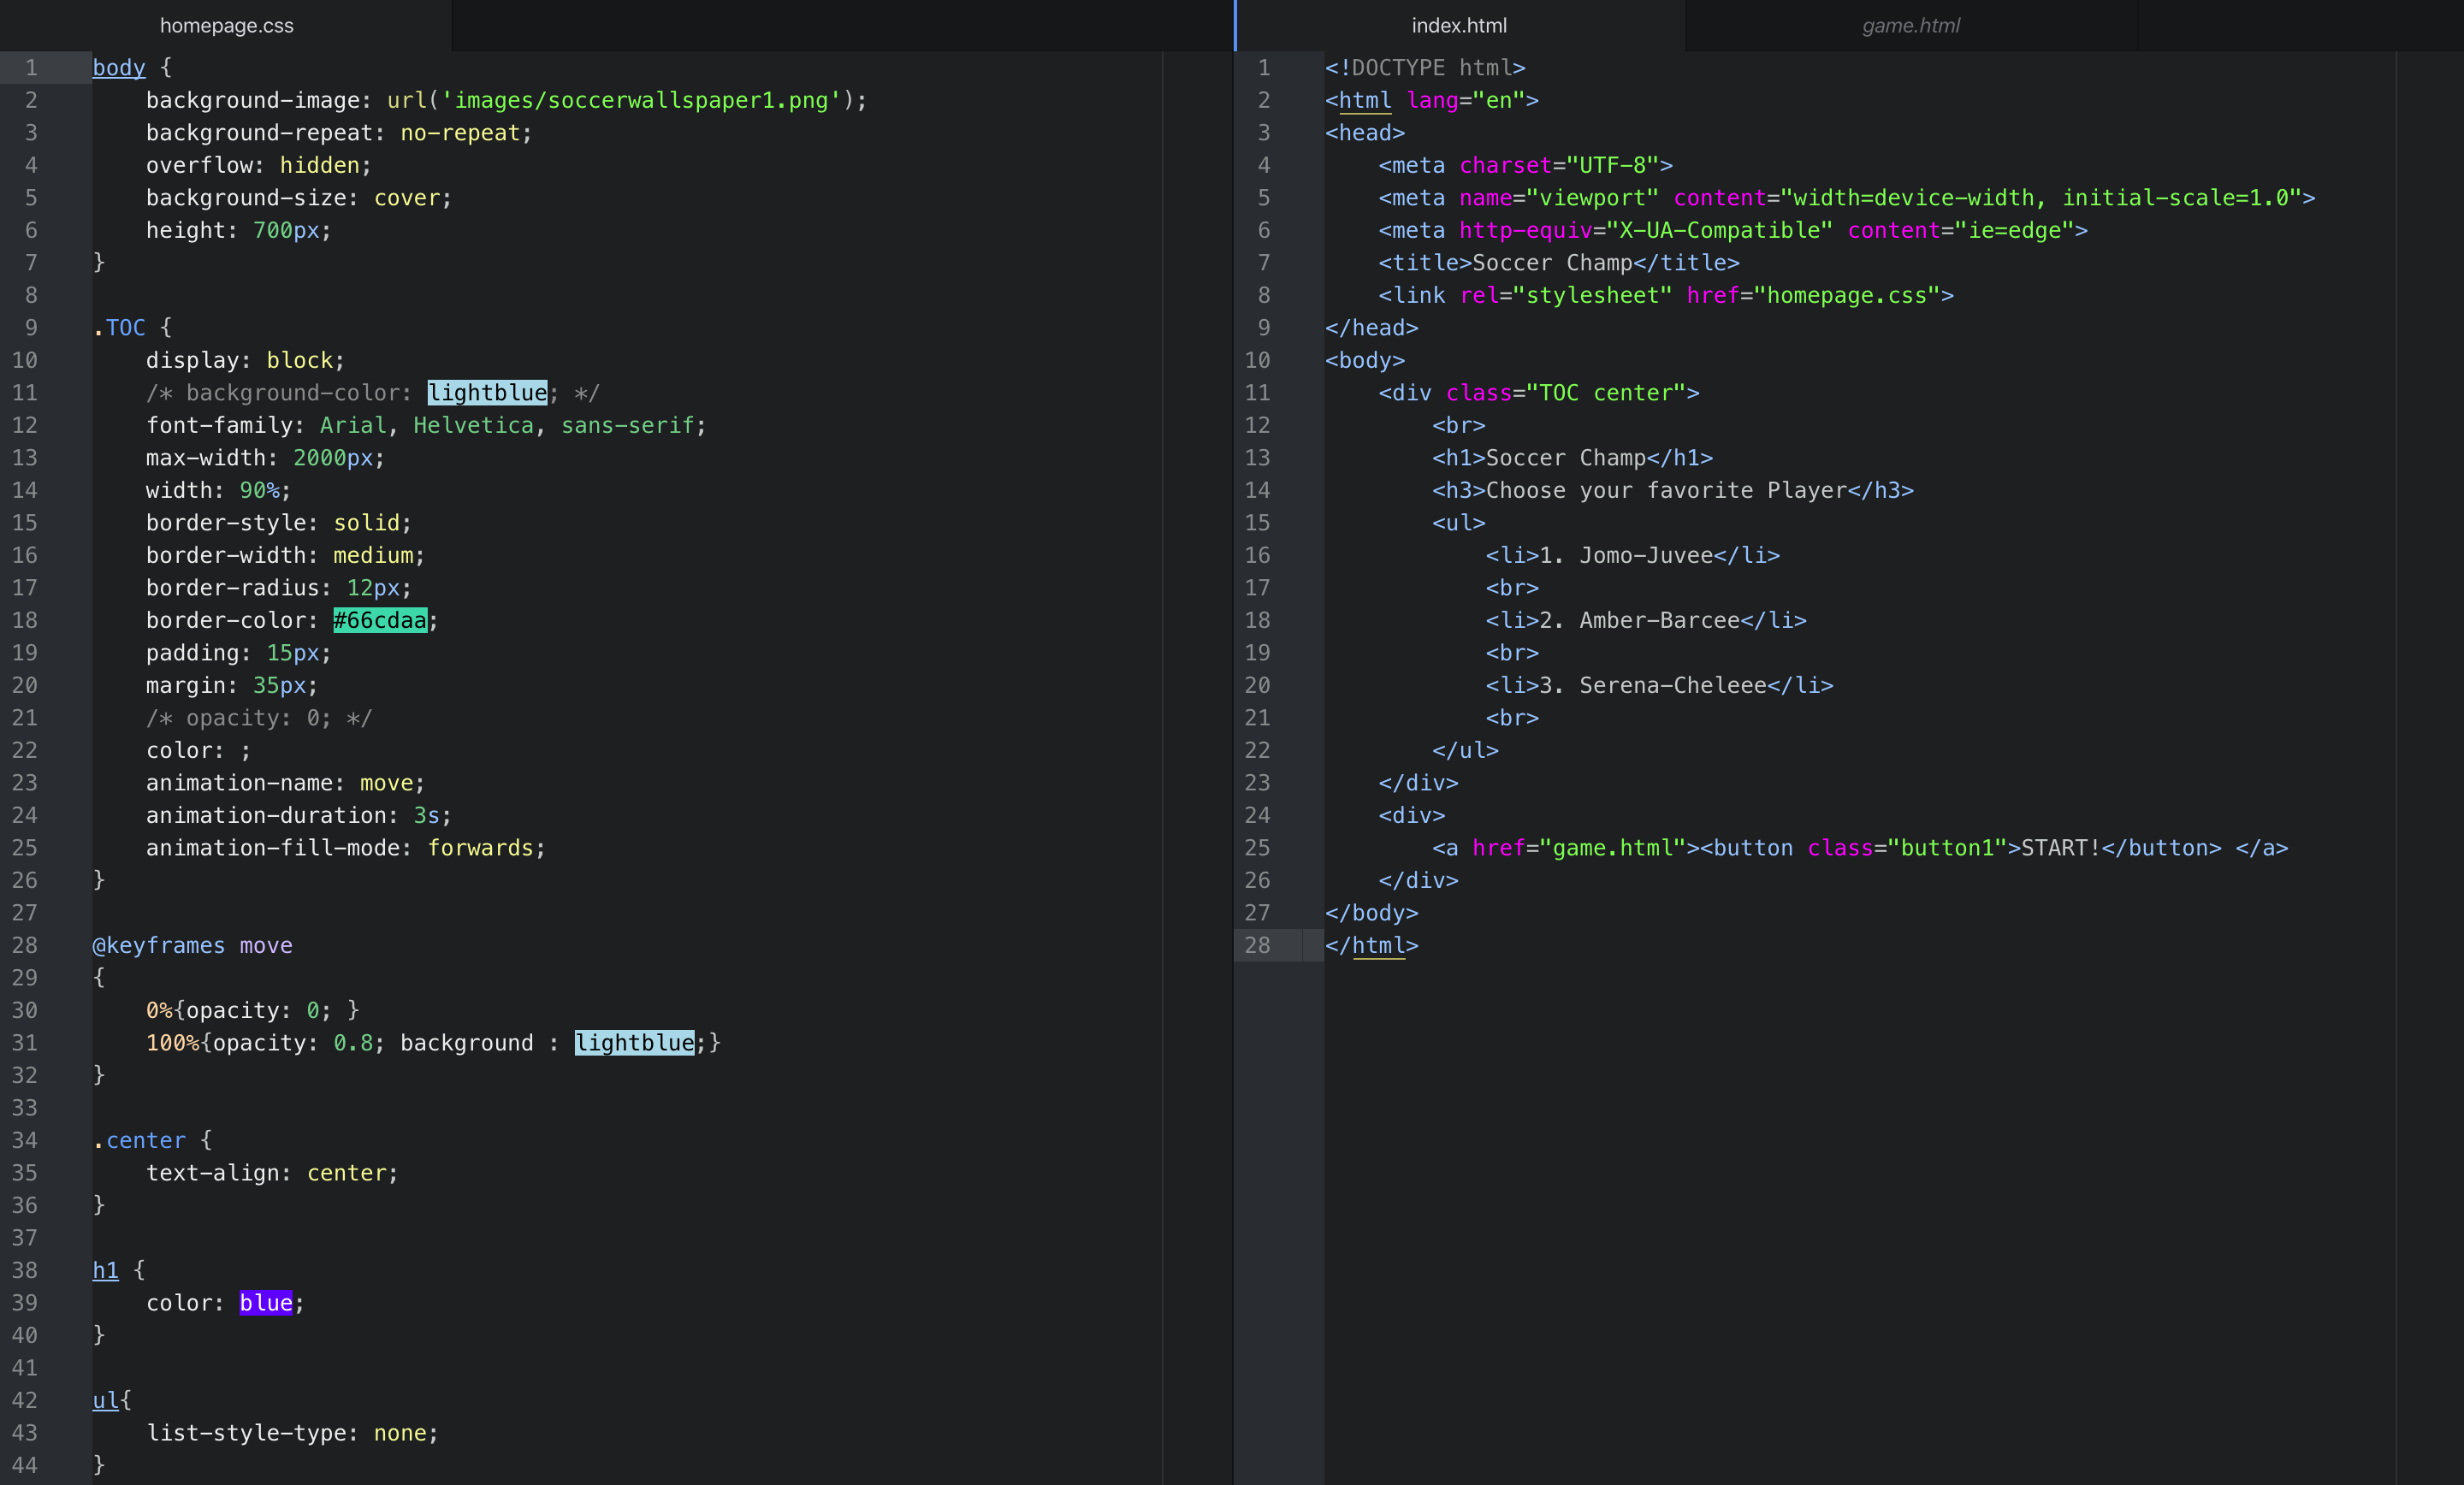 homepage.css
1 body {
2     background-image: url('images/soccerwallspaper1.png');
3     background-repeat: no-repeat;
4     overflow: hidden;
5     background-size: cover;
6     height: 700px;
7 }
8
9 .TOC {
10     display: block;
11     /* background-color: lightblue; */
12     font-family: Arial, Helvetica, sans-serif;
13     max-width: 2000px;
14     width: 90%;
15     border-style: solid;
16     border-width: medium;
17     border-radius: 12px;
18     border-color: #66cdaa;
19     padding: 15px;
20     margin: 35px;
21     /* opacity: 0; */
22     color: ;
23     animation-name: move;
24     animation-duration: 3s;
25     animation-fill-mode: forwards;
26 }
27
28 @keyframes move
29 {
30     0%{opacity: 0; }
31     100%{opacity: 0.8; background : lightblue;}
32 }
33
34 .center {
35     text-align: center;
36 }
37
38 h1 {
39     color: blue;
40 }
41
42 ul{
43     list-style-type: none;
44 }
index.html
game.html
1 <!DOCTYPE html>
2 <html lang="en">
3 <head>
4     <meta charset="UTF-8">
5     <meta name="viewport" content="width=device-width, initial-scale=1.0">
6     <meta http-equiv="X-UA-Compatible" content="ie=edge">
7     <title>Soccer Champ</title>
8     <link rel="stylesheet" href="homepage.css">
9 </head>
10 <body>
11     <div class="TOC center">
12         <br>
13         <h1>Soccer Champ</h1>
14         <h3>Choose your favorite Player</h3>
15         <ul>
16             <li>1. Jomo-Juvee</li>
17             <br>
18             <li>2. Amber-Barcee</li>
19             <br>
20             <li>3. Serena-Cheleee</li>
21             <br>
22         </ul>
23     </div>
24     <div>
25         <a href="game.html"><button class="button1">START!</button> </a>
26     </div>
27 </body>
28 </html>